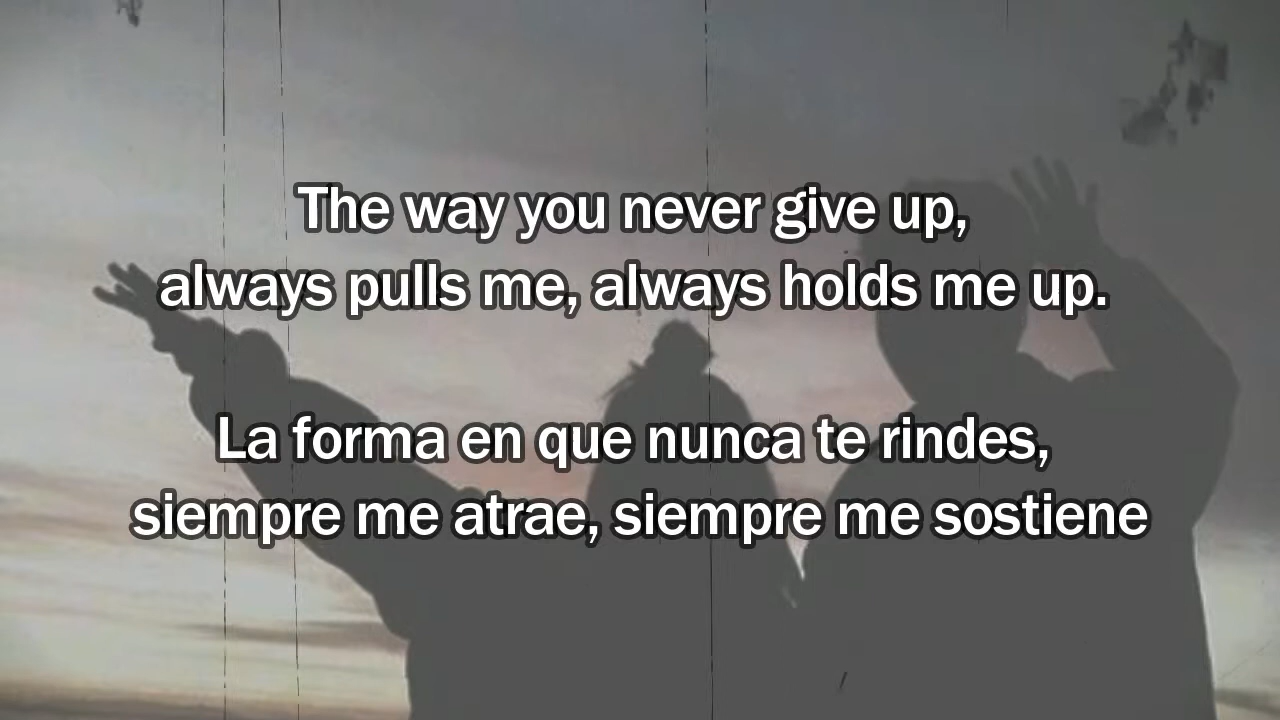 The way you never give up,
always pulls me, always holds me up.
La forma en que nunca te rindes,
siempre me atrae, siempre me sostiene